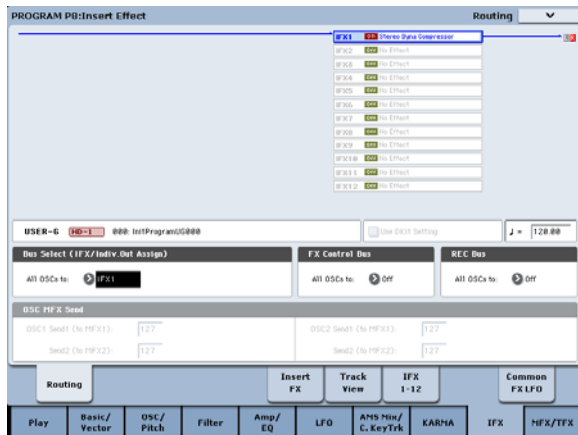 PROGRAM P8:Insert Effect Routing
IFX1 ON Stereo Dyna Compressor
IFX2 OFF No Effect
IFX3 OFF No Effect
IFX4 OFF No Effect
IFX5 OFF No Effect
IFX6 OFF No Effect
IFX7 OFF No Effect
IFX8 OFF No Effect
IFX9 OFF No Effect
IFX10 OFF No Effect
IFX11 OFF No Effect
IFX12 OFF No Effect
USER-G HD-1 000: InitProgramUG000 Use DKit Setting ♩ = 120.00
Bus Select (IFX/Indiv.Out Assign) FX Control Bus REC Bus
All OSCs to: IFX1 All OSCs to: Off All OSCs to: Off
OSC MFX Send
OSC1 Send1 (to MFX1): 127 OSC2 Send1 (to MFX1): 127
Send2 (to MFX2): 127 Send2 (to MFX2): 127
Routing Insert FX Track View IFX 1-12 Common FX LFO
Play Basic/Vector OSC/Pitch Filter Amp/EQ LFO AMS Mix/C.KeyTrk KARMA IFX MFX/TFX